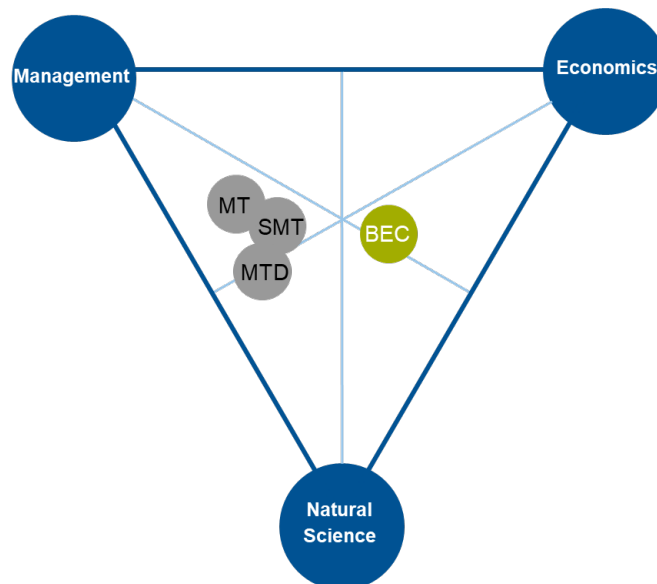 Management
Economics
MT
SMT
BEC
MTD
Natural
Science